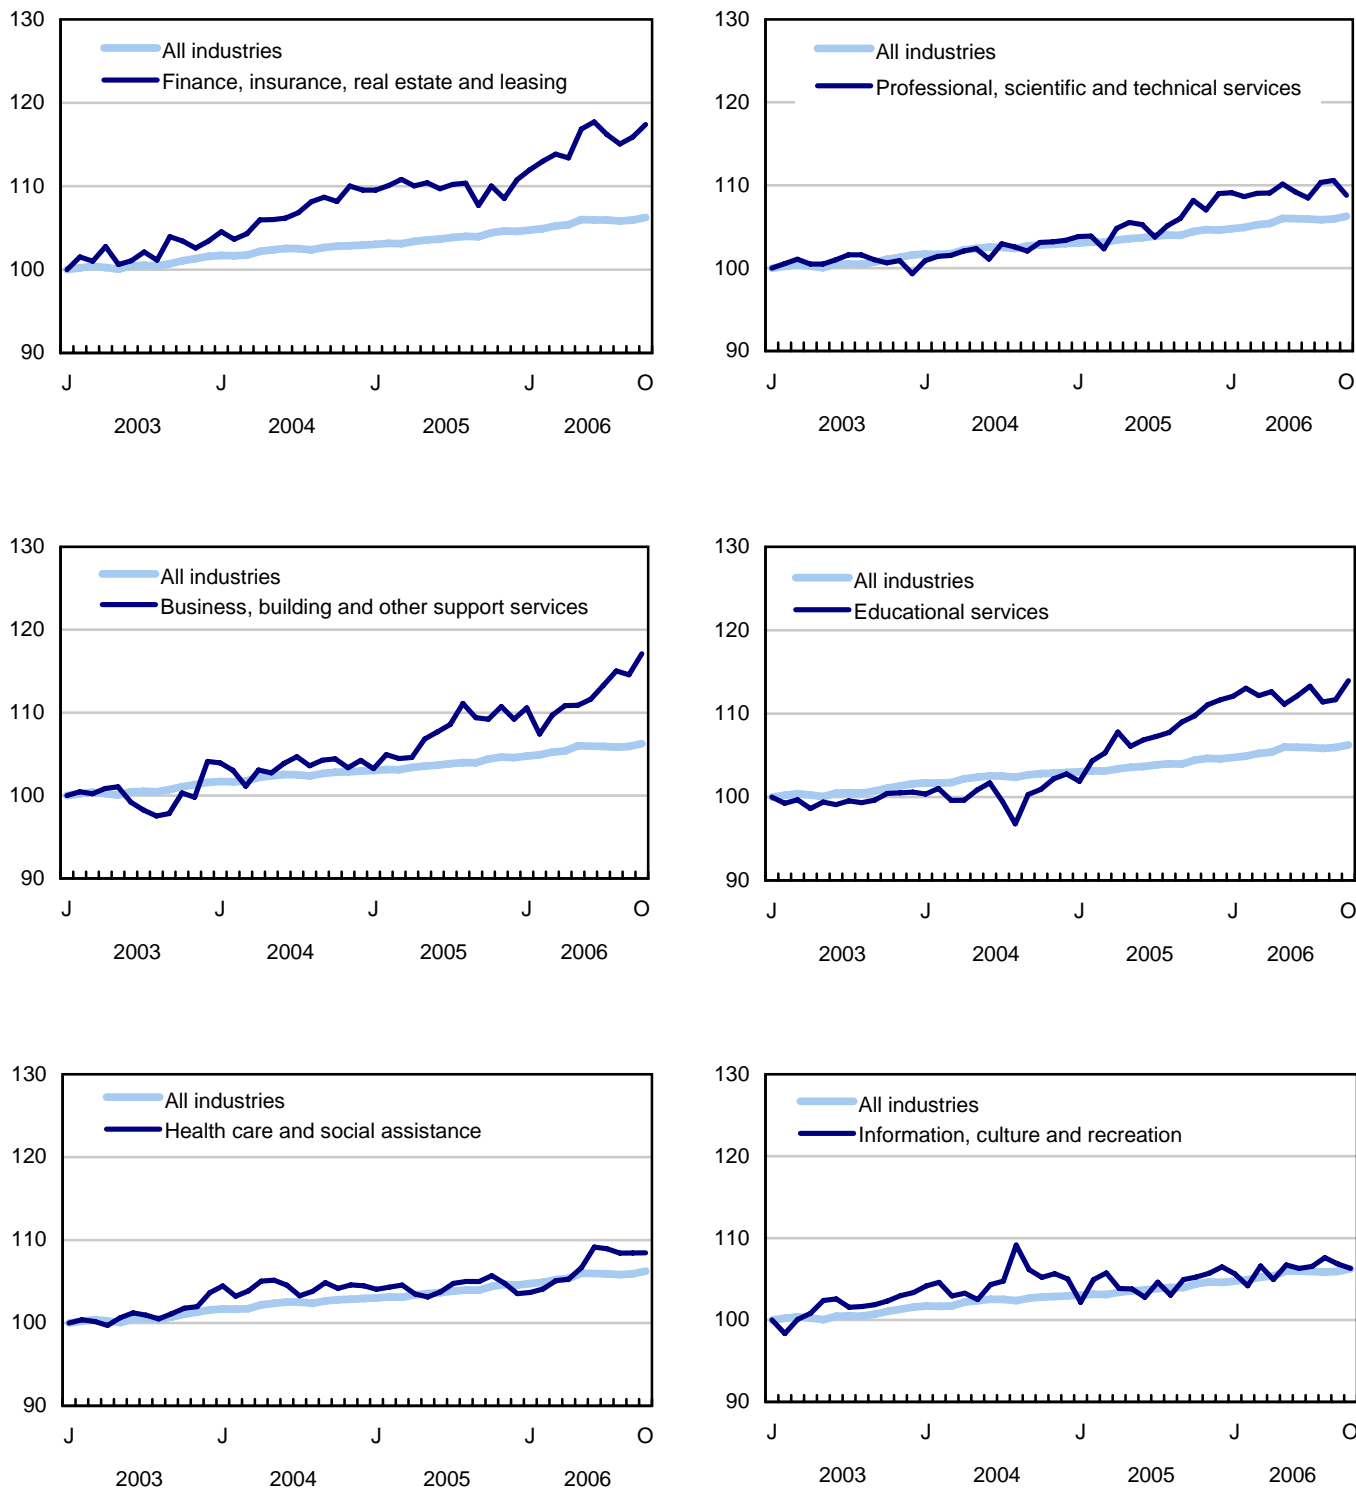 130
120
110
100
90
All industries
Finance, insurance, real estate and leasing
J J J J O
2003 2004 2005 2006
130
120
110
100
90
All industries
Professional, scientific and technical services
J J J J O
2003 2004 2005 2006
130
120
110
100
90
All industries
Business, building and other support services
J J J J O
2003 2004 2005 2006
130
120
110
100
90
All industries
Educational services
J J J J O
2003 2004 2005 2006
130
120
110
100
90
All industries
Health care and social assistance
J J J J O
2003 2004 2005 2006
130
120
110
100
90
All industries
Information, culture and recreation
J J J J O
2003 2004 2005 2006